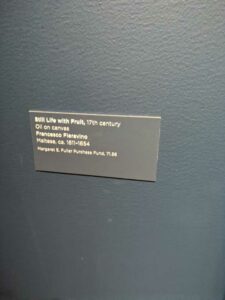 Still Life with Fruit, 17th century
Oil on canvas
Francesco Fieravino
Maltese, ca. 1611-1654
Margaret E. Fuller Purchase Fund, 71.88